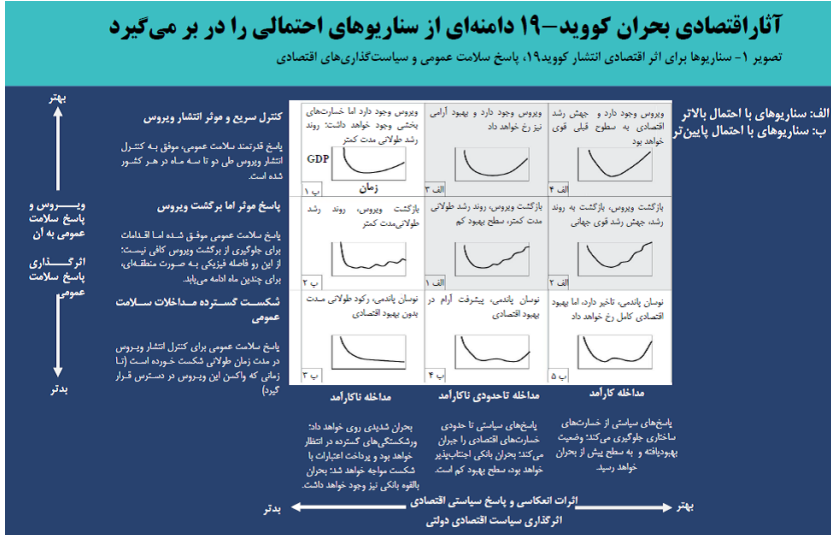 آثاراقتصادی بحران کووید-۱۹ دامنه‌ای از سناریوهای احتمالی را در بر می‌گیرد
تصویر ۱- سناریوها برای اثر اقتصادی انتشار کووید۱۹، پاسخ سلامت عمومی و سیاست‌گذاری‌های اقتصادی
الف: سناریوهای با احتمال بالاتر
ب: سناریوهای با احتمال پایین‌تر
ویروس وجود دارد و جهش رشد
اقتصادی به سطوح قبلی قوی
خواهد بود
الف ۴
ویروس وجود دارد و بهبود آرامی
نیز رخ خواهد داد
الف ۳
ویروس وجود دارد اما خسارت‌های
بخشی وجود خواهد داشت؛ روند
رشد طولانی مدت کمتر
GDP
زمان
ب ۱
کنترل سریع و موثر انتشار ویروس
پاسخ قدرتمند سلامت عمومی، موفق به کنترل
انتشار ویروس طی دو تا سه ماه در هر کشور
شده است.
بهتر
بازگشت ویروس، بازگشت به روند
رشد، جهش رشد قوی جهانی
الف ۲
بازگشت ویروس، روند رشد طولانی
مدت کمتر، سطح بهبود کم
الف ۱
بازگشت ویروس، روند رشد
طولانی‌مدت کمتر
ب ۲
پاسخ موثر اما برگشت ویروس
پاسخ سلامت عمومی موفق شده اما اقدامات
برای جلوگیری از برگشت ویروس کافی نیست؛
از این رو فاصله فیزیکی به صورت منطقه‌ای،
برای چندین ماه ادامه می‌یابد.
ویــروس و
پاسخ سلامت
عمومی به آن
اثرگــــذاری
پاسخ سلامت
عمومی
نوسان پاندمی، تاخیر دارد، اما بهبود
اقتصادی کامل رخ خواهد داد
ب ۵
نوسان پاندمی، پیشرفت آرام در
بهبود اقتصادی
ب ۴
نوسان پاندمی، رکود طولانی مدت
بدون بهبود اقتصادی
ب ۳
شکست گسترده مداخلات سلامت
عمومی
پاسخ سلامت عمومی برای کنترل انتشار ویروس
در مدت زمان طولانی شکست خورده است (تا
زمانی که واکسن این ویروس در دسترس قرار
گیرد)
بدتر
مداخله کارآمد
پاسخ‌های سیاستی از خسارت‌های
ساختاری جلوگیری می‌کند؛ وضعیت
بهبودیافته و به سطح پیش از بحران
خواهد رسید.
مداخله تاحدودی ناکارآمد
پاسخ‌های سیاستی تا حدودی
خسارت‌های اقتصادی را جبران
می‌کند؛ بحران بانکی اجتناب‌پذیر
خواهد بود، سطح بهبود کم است.
مداخله ناکارآمد
بحران شدیدی روی خواهد داد؛
ورشکستگی‌های گسترده در انتظار
خواهد بود و پرداخت اعتبارات با
شکست مواجه خواهد شد؛ بحران
بالقوه بانکی نیز وجود خواهد داشت.
بهتر
اثرات انعکاسی و پاسخ سیاستی اقتصادی
اثرگذاری سیاست اقتصادی دولتی
بدتر